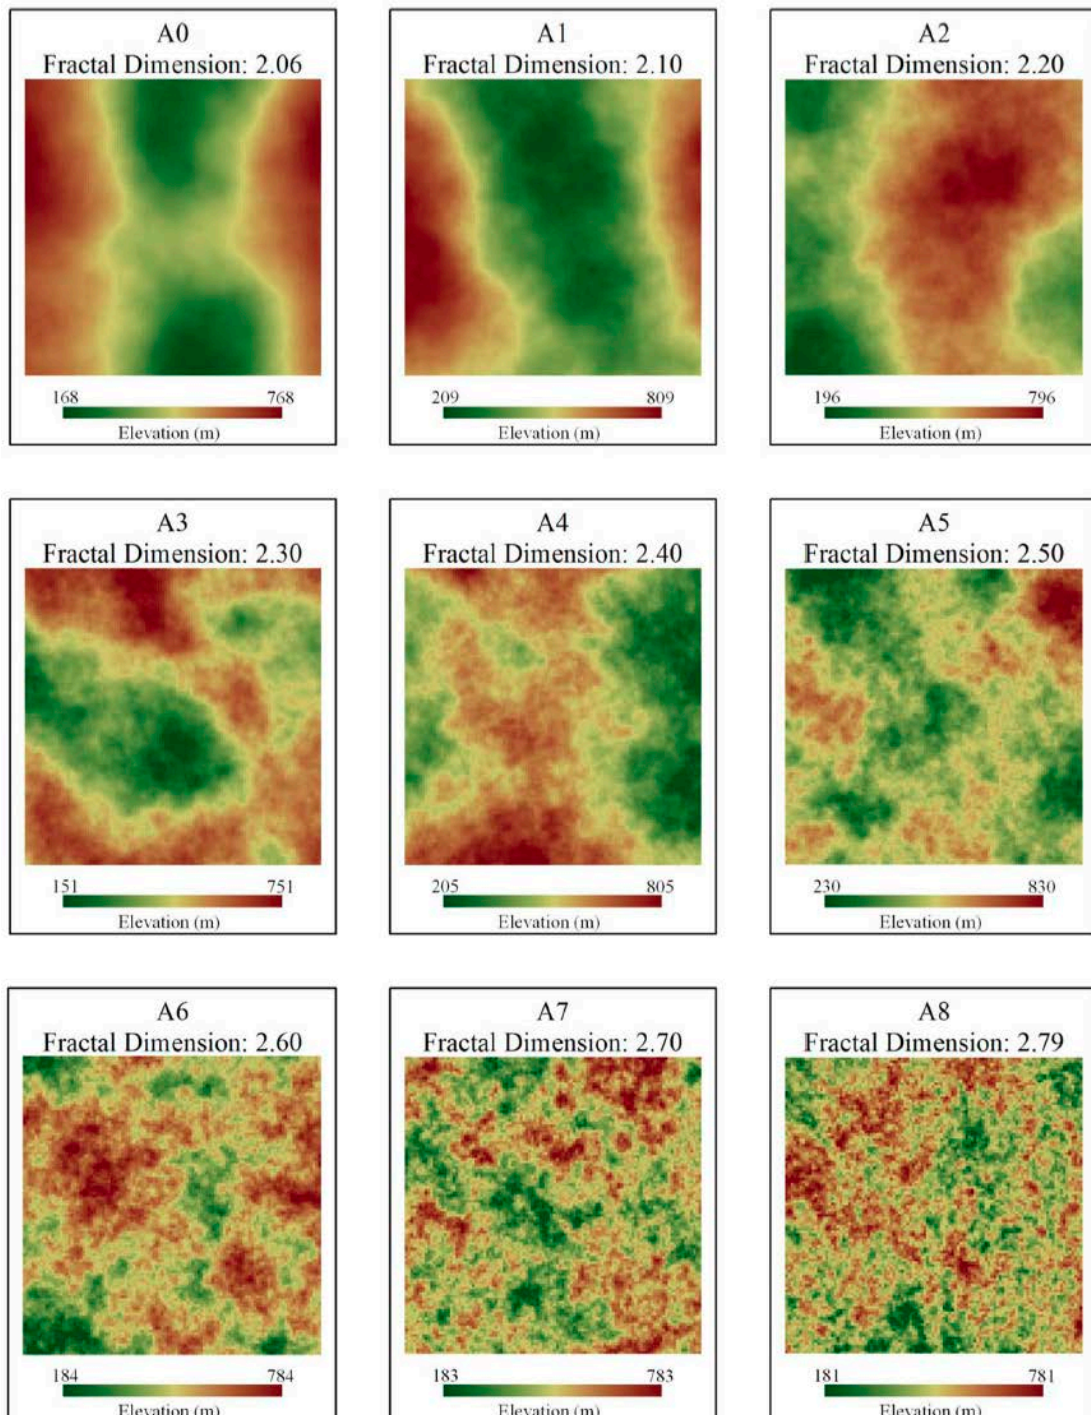 A0
Fractal Dimension: 2.06
168 768
Elevation (m)
A1
Fractal Dimension: 2.10
209 809
Elevation (m)
A2
Fractal Dimension: 2.20
196 796
Elevation (m)
A3
Fractal Dimension: 2.30
151 751
Elevation (m)
A4
Fractal Dimension: 2.40
205 805
Elevation (m)
A5
Fractal Dimension: 2.50
230 830
Elevation (m)
A6
Fractal Dimension: 2.60
184 784
Elevation (m)
A7
Fractal Dimension: 2.70
183 783
Elevation (m)
A8
Fractal Dimension: 2.79
181 781
Elevation (m)